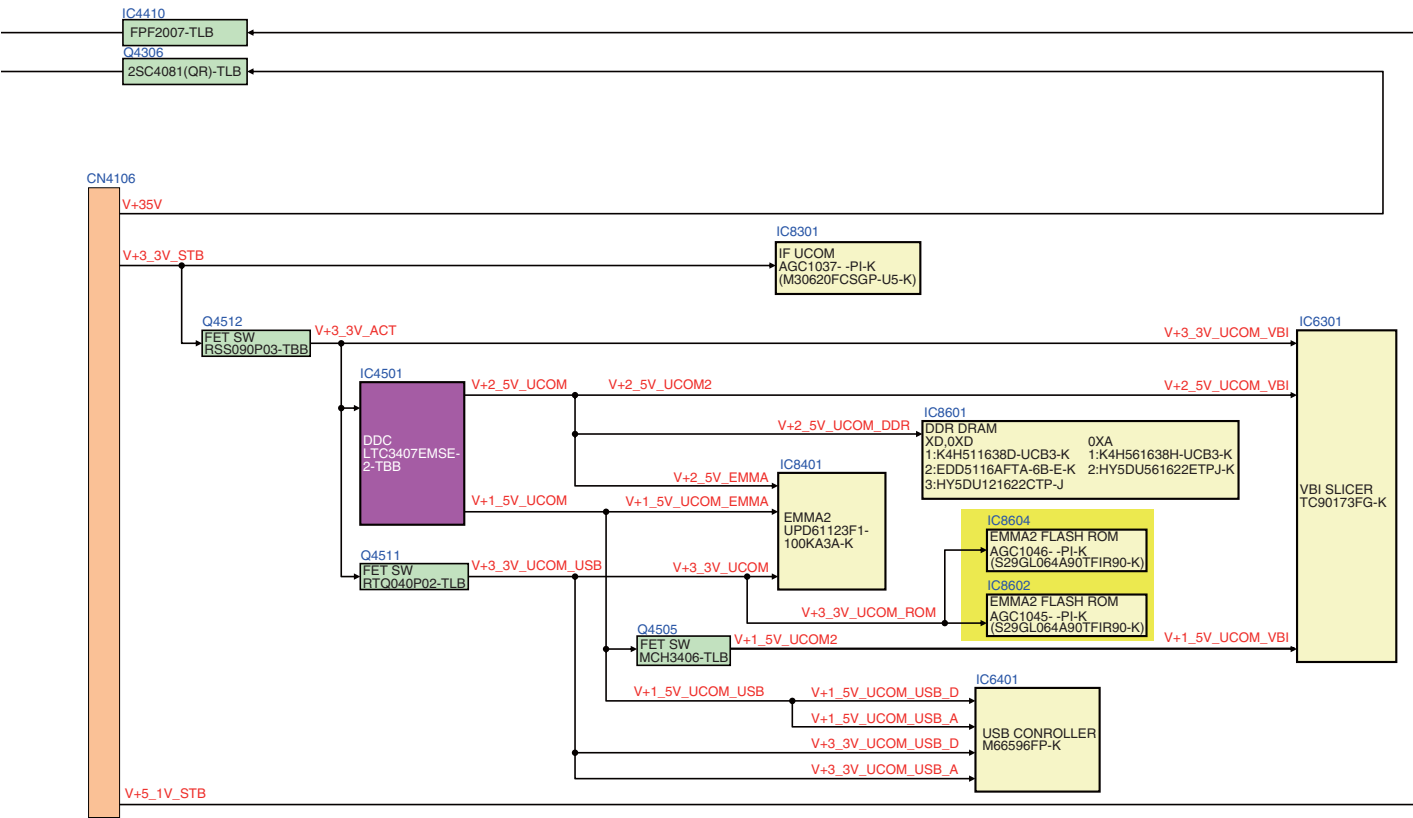 IC4410
FPF2007-TLB
Q4306
2SC4081(QR)-TLB
CN4106
V+35V
IC8301
V+3_3V_STB
IF UCOM
AGC1037- -PI-K
(M30620FCSGP-U5-K)
Q4512
FET SW
RSS090P03-TBB
V+3_3V_ACT
V+3_3V_UCOM_VBI
IC6301
VBI SLICER
TC90173FG-K
IC4501
DDC
LTC3407EMSE-
2-TBB
V+2_5V_UCOM
V+2_5V_UCOM2
V+2_5V_UCOM_VBI
V+2_5V_UCOM_DDR
IC8601
DDR DRAM
XD,0XD
0XA
1:K4H511638D-UCB3-K
1:K4H561638H-UCB3-K
2:EDD5116AFTA-6B-E-K
2:HY5DU561622ETPJ-K
3:HY5DU121622CTP-J
V+2_5V_EMMA
IC8401
EMMA2
UPD61123F1-
100KA3A-K
V+1_5V_UCOM
V+1_5V_UCOM_EMMA
IC8604
EMMA2 FLASH ROM
AGC1046- -PI-K
(S29GL064A90TFIR90-K)
Q4511
FET SW
RTQ040P02-TLB
V+3_3V_UCOM_USB
V+3_3V_UCOM
IC8602
EMMA2 FLASH ROM
AGC1045- -PI-K
(S29GL064A90TFIR90-K)
V+3_3V_UCOM_ROM
Q4505
FET SW
MCH3406-TLB
V+1_5V_UCOM2
V+1_5V_UCOM_VBI
IC6401
V+1_5V_UCOM_USB
V+1_5V_UCOM_USB_D
V+1_5V_UCOM_USB_A
USB CONROLLER
M66596FP-K
V+3_3V_UCOM_USB_D
V+3_3V_UCOM_USB_A
V+5_1V_STB